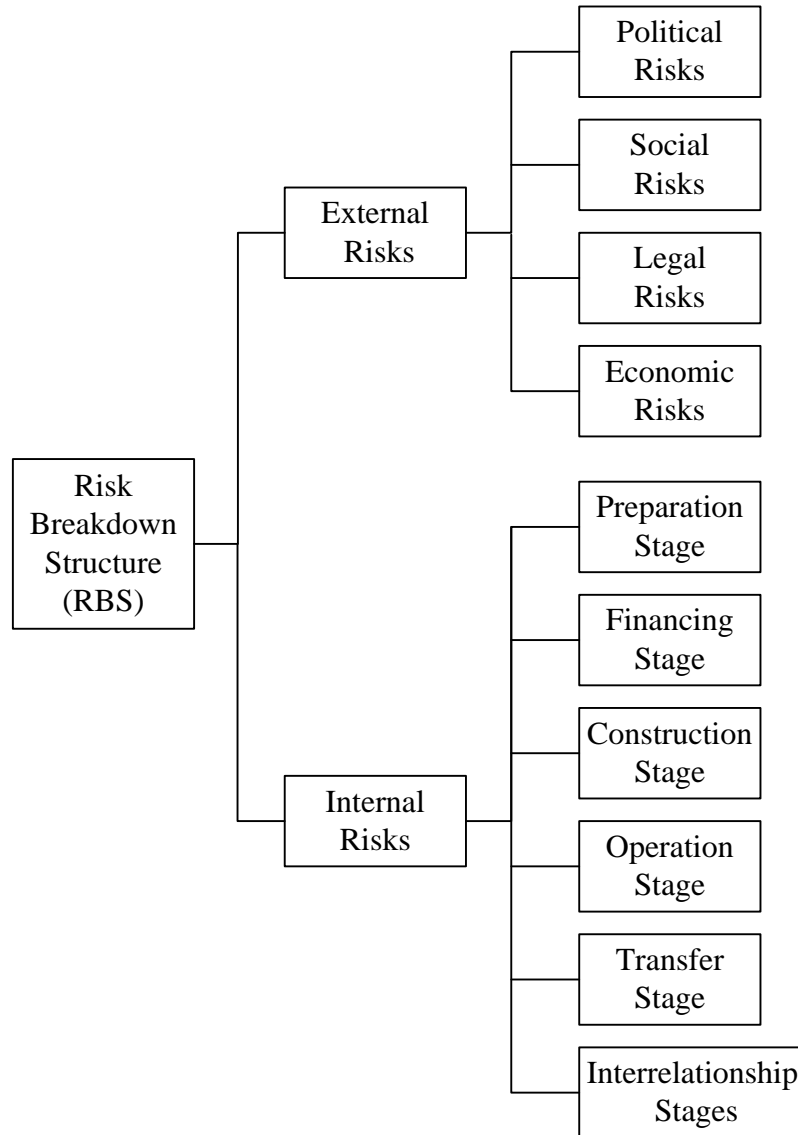 Political
Risks
Social
Risks
External
Risks
Legal
Risks
Economic
Risks
Risk
Breakdown
Structure
(RBS)
Preparation
Stage
Financing
Stage
Construction
Stage
Internal
Risks
Operation
Stage
Transfer
Stage
Interrelationship
Stages